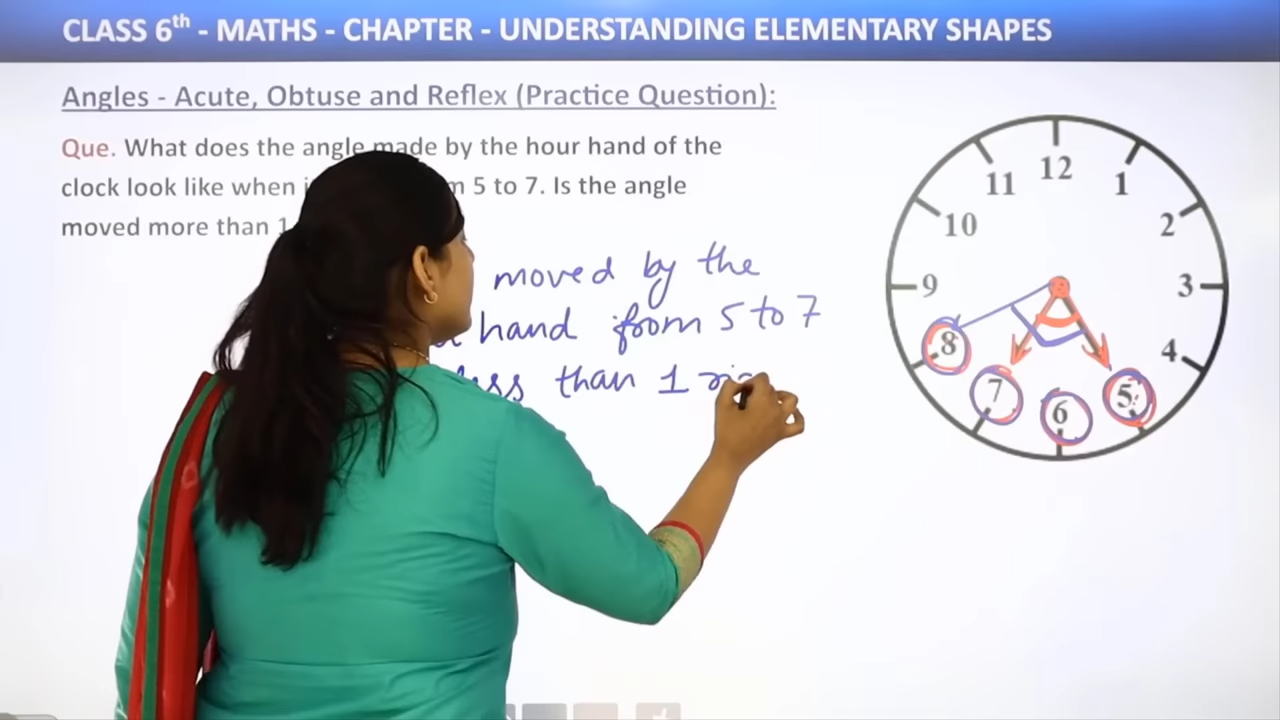 CLASS 6th - MATHS - CHAPTER - UNDERSTANDING ELEMENTARY SHAPES
Angles - Acute, Obtuse and Reflex (Practice Question):
Que. What does the angle made by the hour hand of the
clock look like when 5 to 7. Is the angle
moved more than 1
moved by the
hand from 5 to 7
less than 1
12
11
1
10
2
9
3
8
4
7
6
5